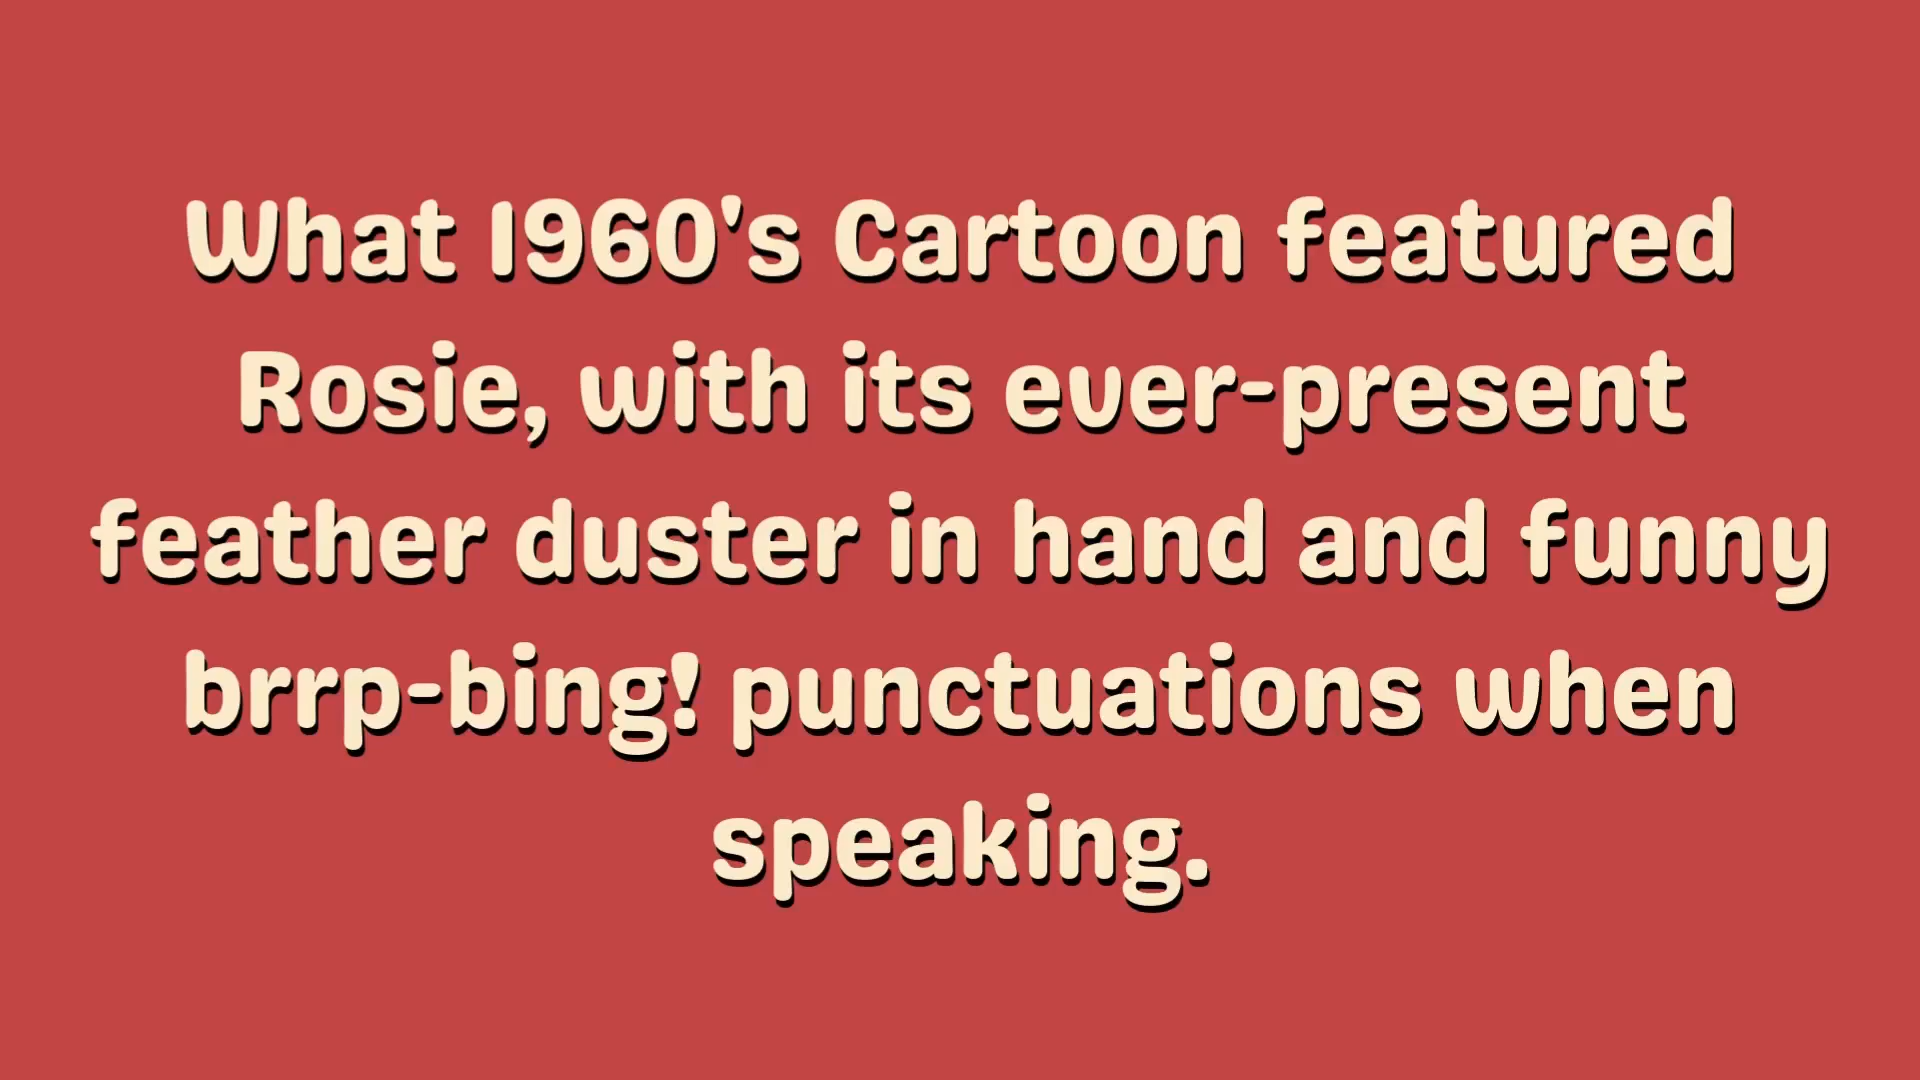 What 1960's Cartoon featured
Rosie, with its ever-present
feather duster in hand and funny
brrp-bing! punctuations when
speaking.